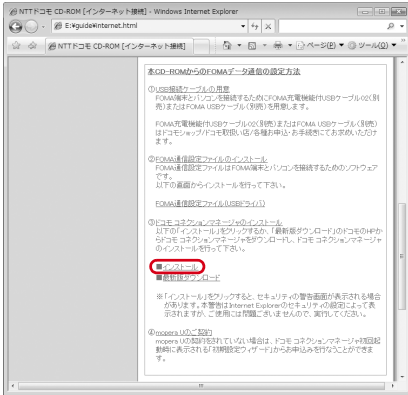 NTTドコモ CD-ROM [インターネット接続] - Windows Internet Explorer
E:¥guide¥internet.html
NTTドコモ CD-ROM [インターネット接続]
ページ(P)
ツール(O)
本CD-ROMからのFOMAデータ通信の設定方法
①USB接続ケーブルの用意
FOMA端末とパソコンを接続するためにFOMA充電機能付USBケーブル02(別
売)またはFOMA USBケーブル(別売)を用意します。
FOMA充電機能付USBケーブル02(別売)またはFOMA USBケーブル(別売)
はドコモショップ/ドコモ取扱い店/各種お申込・お手続きにてお求めいただけ
ます。
②FOMA通信設定ファイルのインストール
FOMA通信設定ファイルはFOMA端末とパソコンを接続するためのソフトウェア
です。
以下の画面からインストールを行って下さい。
FOMA通信設定ファイル(USBドライバ)
③ドコモ コネクションマネージャのインストール
以下の「インストール」をクリックするか、「最新版ダウンロード」のドコモのHPか
らドコモ コネクションマネージャをダウンロードし、ドコモ コネクションマネージャ
のインストールを行って下さい。
■インストール
■最新版ダウンロード
※「インストール」をクリックすると、セキュリティの警告画面が表示される場合
があります。本警告はInternet Explorerのセキュリティの設定によって表
示されますが、ご使用には問題ございませんので、実行してください。
④mopera Uのご契約
mopera Uの契約をされていない場合は、ドコモ コネクションマネージャ初回起
動時に表示される「初期設定ウィザード」からお申込みを行なうことができま
す。